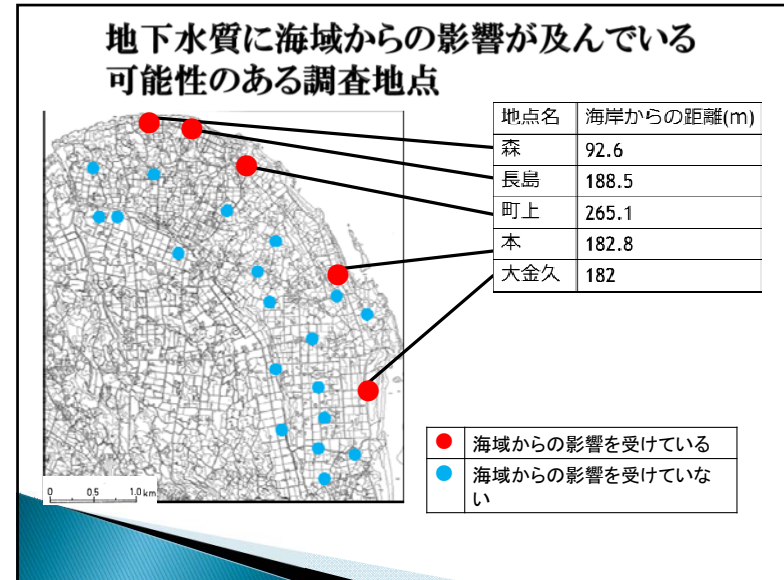 地下水質に海域からの影響が及んでいる
可能性のある調査地点
地点名 海岸からの距離(m)
森 92.6
長島 188.5
町上 265.1
本 182.8
大金久 182
海域からの影響を受けている
海域からの影響を受けていな
い
0 0.5 1.0km